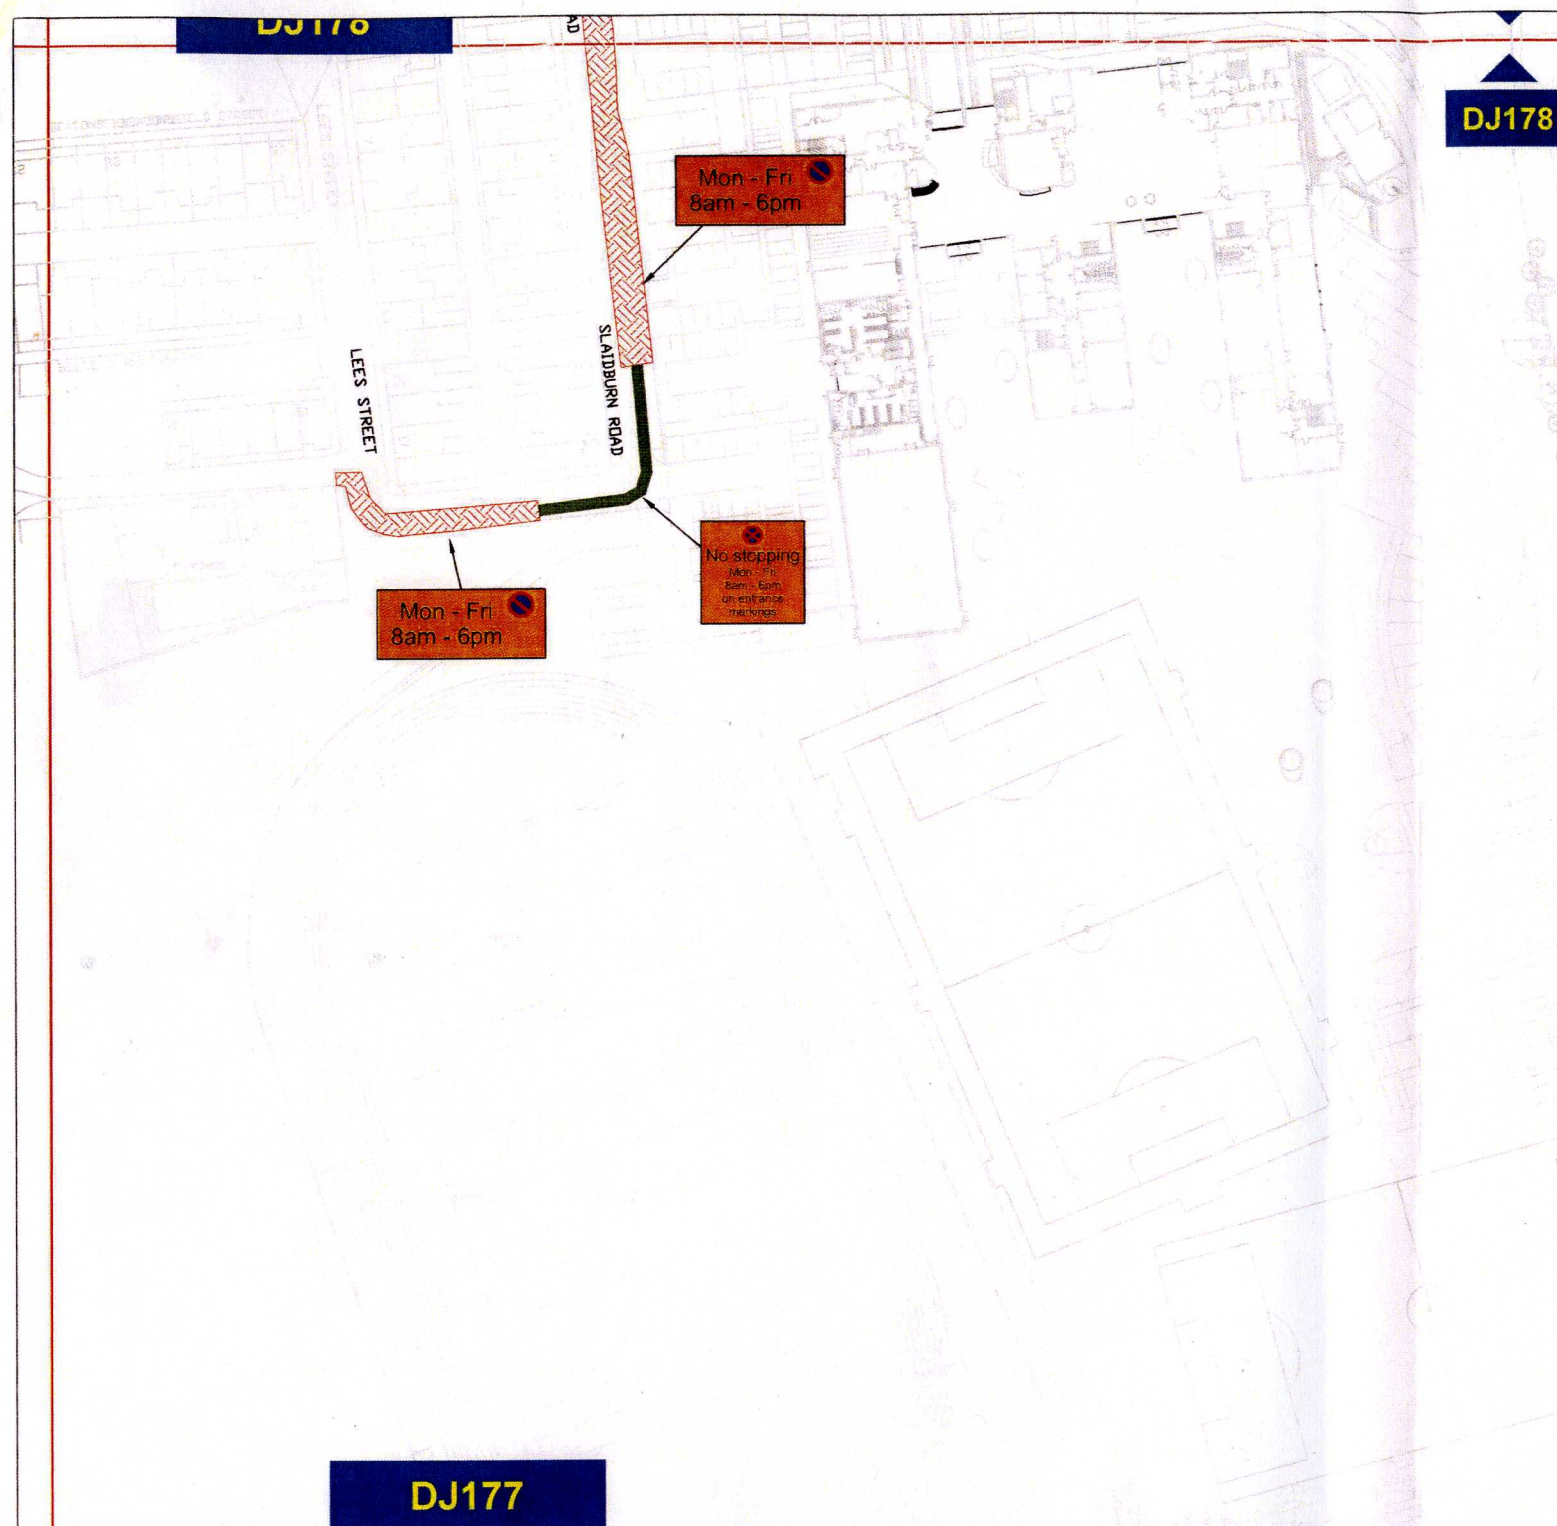 DJ178
DJ178
AD
Mon - Fri
8am - 6pm
SLAIDBURN ROAD
LEES STREET
No stopping
Mon - Fri
8am - 6pm
on entrance
markings
Mon - Fri
8am - 6pm
DJ177